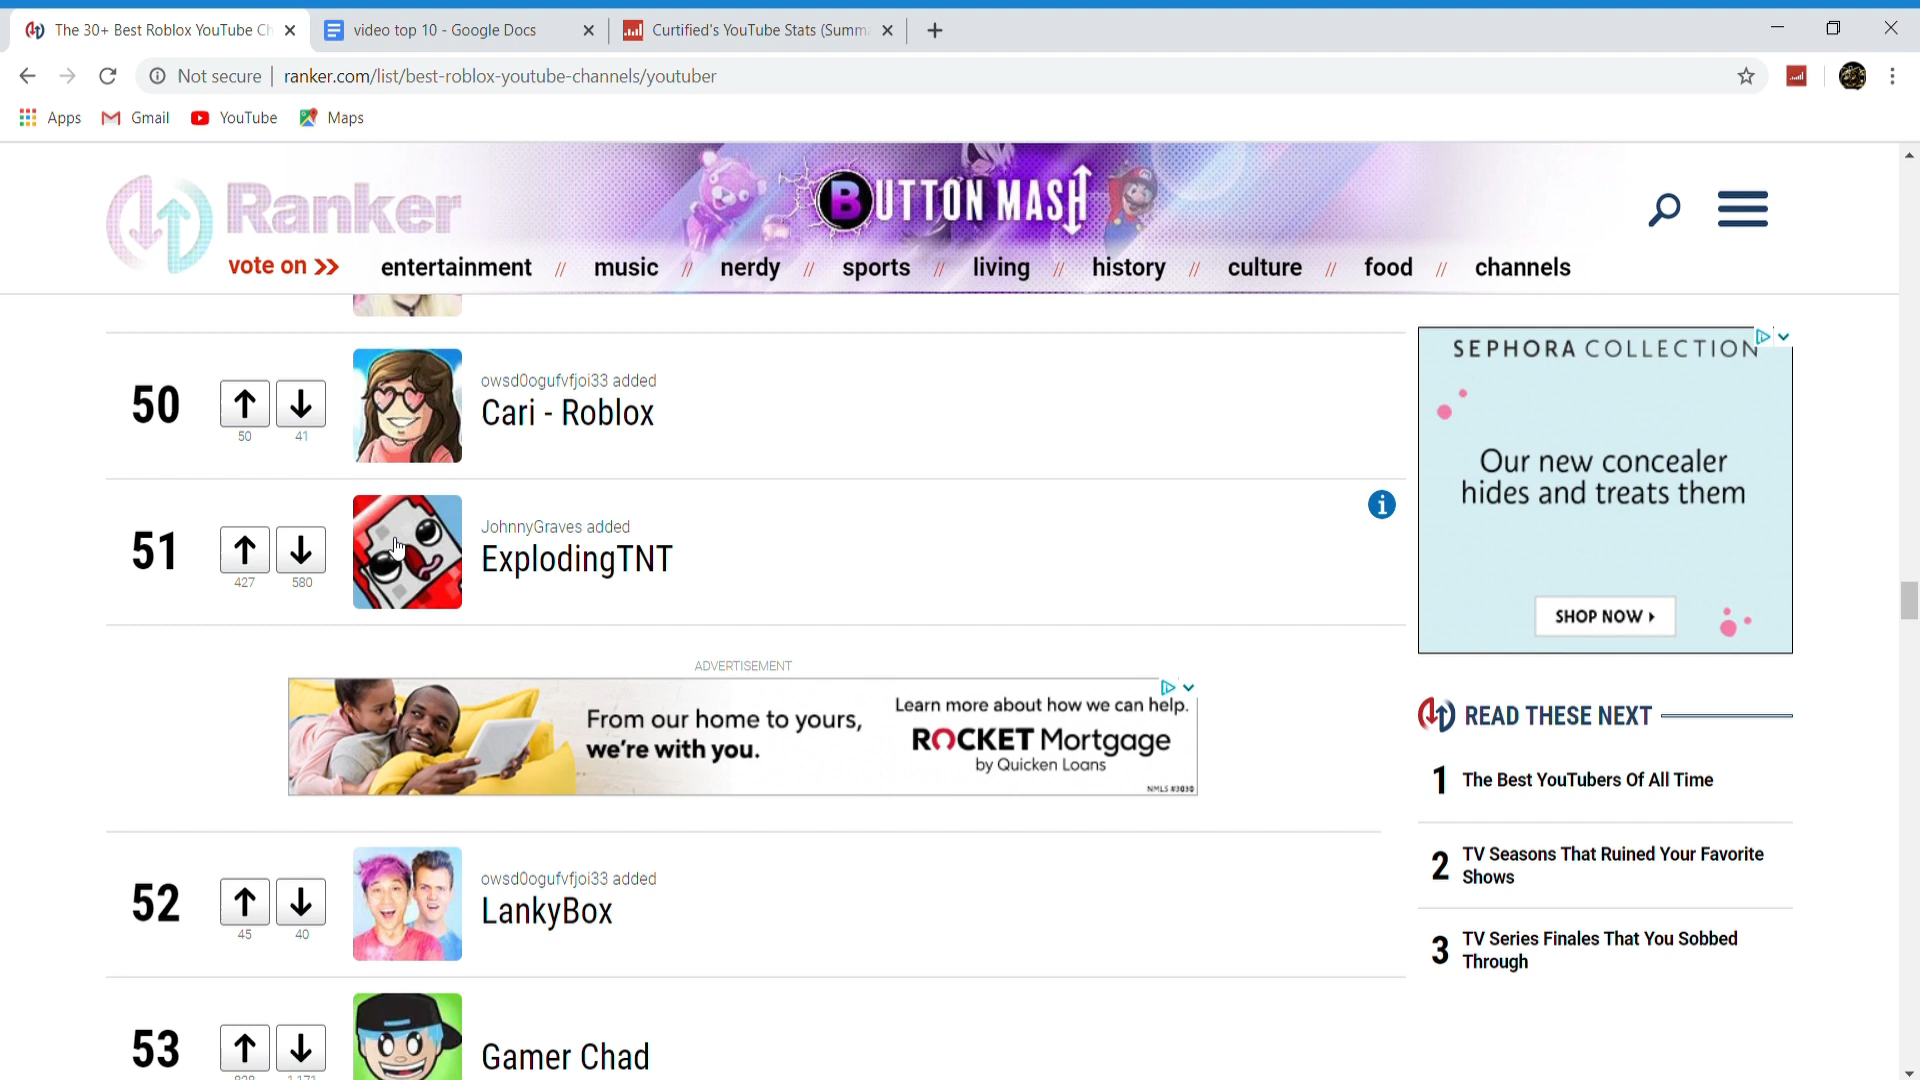 The 30+ Best Roblox YouTube Ch
video top 10 - Google Docs
Curtified's YouTube Stats (Summa
Not secure
ranker.com/list/best-roblox-youtube-channels/youtuber
Apps
Gmail
YouTube
Maps
Ranker
BUTTON MASH
vote on >>
entertainment // music // nerdy // sports // living // history // culture // food // channels
50
50
41
owsd0ogufvfjoi33 added
Cari - Roblox
51
427
580
JohnnyGraves added
ExplodingTNT
ADVERTISEMENT
From our home to yours,
we're with you.
Learn more about how we can help.
ROCKET Mortgage
by Quicken Loans
NMLS #3030
52
45
40
owsd0ogufvfjoi33 added
LankyBox
53
Gamer Chad
SEPHORA COLLECTION
Our new concealer
hides and treats them
SHOP NOW
READ THESE NEXT
1
The Best YouTubers Of All Time
2
TV Seasons That Ruined Your Favorite
Shows
3
TV Series Finales That You Sobbed
Through